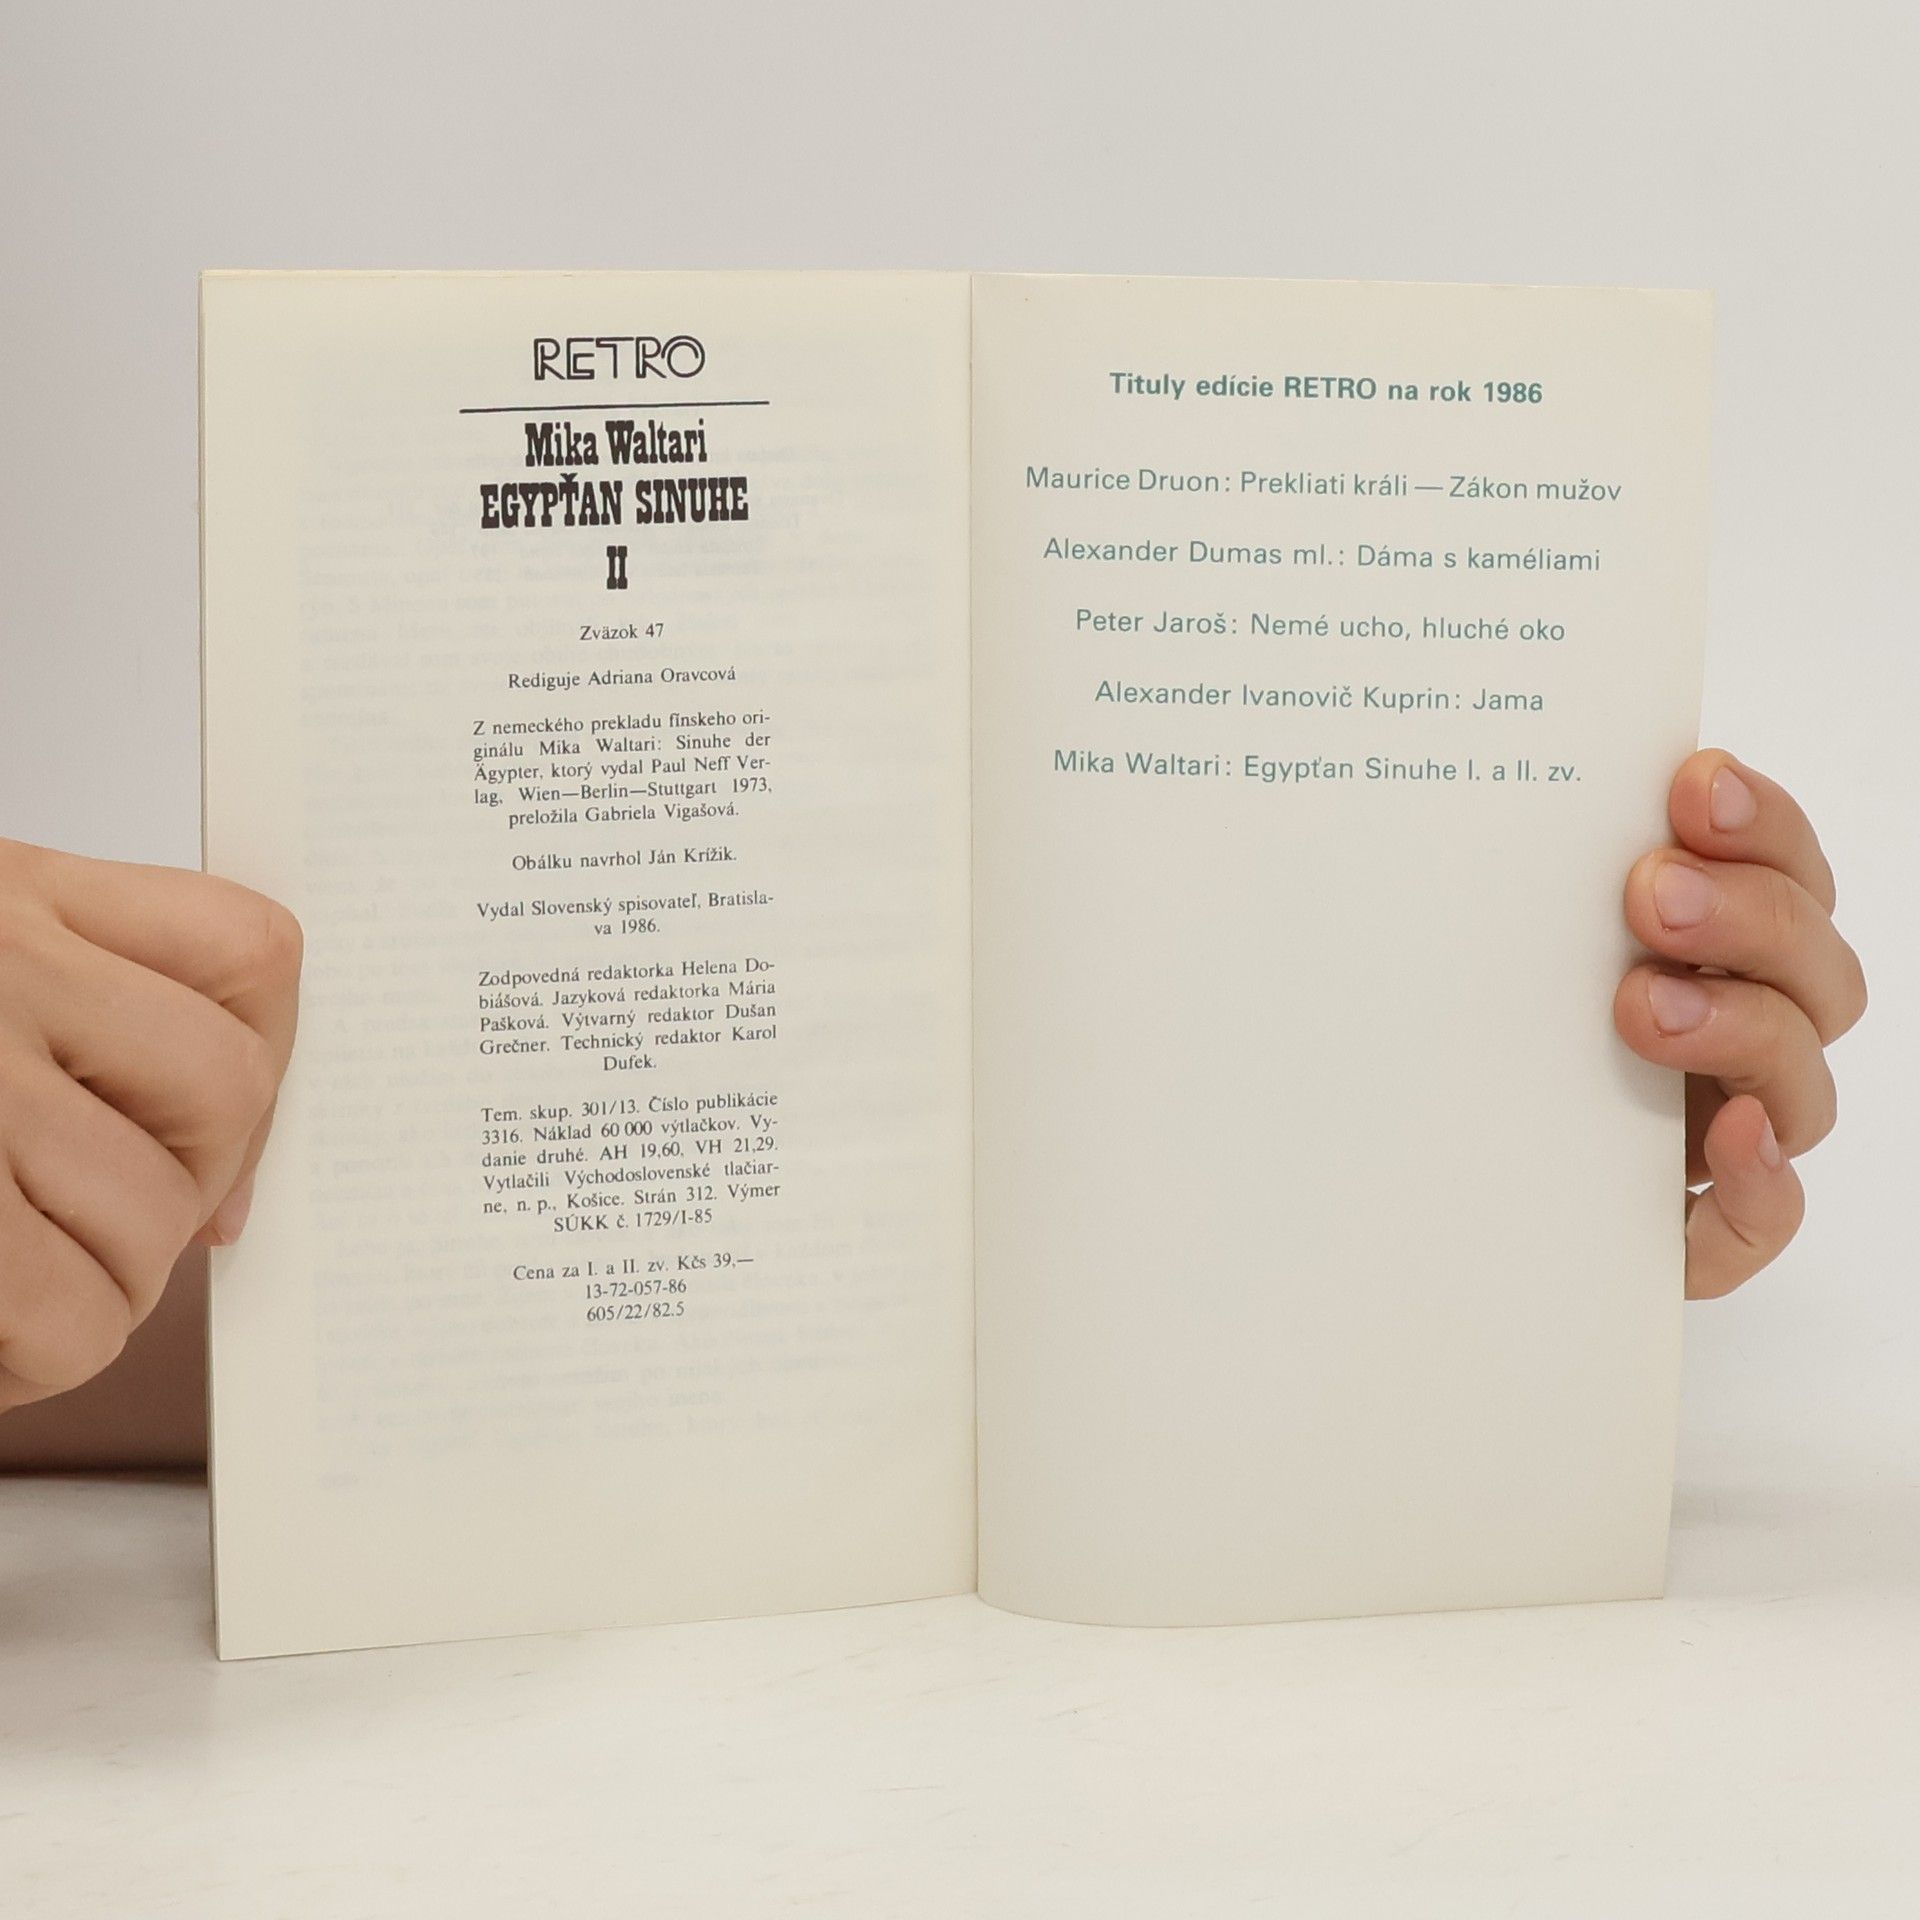 RETRO
Mika Waltari
EGYPŤAN SINUHE
II
Zväzok 47
Rediguje Adriana Oravcová
Z nemeckého prekladu fínskeho ori-
ginálu Mika Waltari: Sinuhe der
Ägypter, ktorý vydal Paul Neff Ver-
lag, Wien—Berlin—Stuttgart 1973,
preložila Gabriela Vigašová.
Obálku navrhol Ján Krížik.
Vydal Slovenský spisovateľ, Bratisla-
va 1986.
Zodpovedná redaktorka Helena Do-
biášová. Jazyková redaktorka Mária
Pašková. Výtvarný redaktor Dušan
Grečner. Technický redaktor Karol
Dufek.
Tem. skup. 301/13. Číslo publikácie
3316. Náklad 60 000 výtlačkov. Vy-
danie druhé. AH 19,60, VH 21,29.
Vytlačili Východoslovenské tlačiar-
ne, n. p., Košice. Strán 312. Výmer
SÚKK č. 1729/I-85
Cena za I. a II. zv. Kčs 39,—
13-72-057-86
605/22/82.5
Tituly edície RETRO na rok 1986
Maurice Druon: Prekliati králi — Zákon mužov
Alexander Dumas ml.: Dáma s kaméliami
Peter Jaroš: Nemé ucho, hluché oko
Alexander Ivanovič Kuprin: Jama
Mika Waltari: Egypťan Sinuhe I. a II. zv.